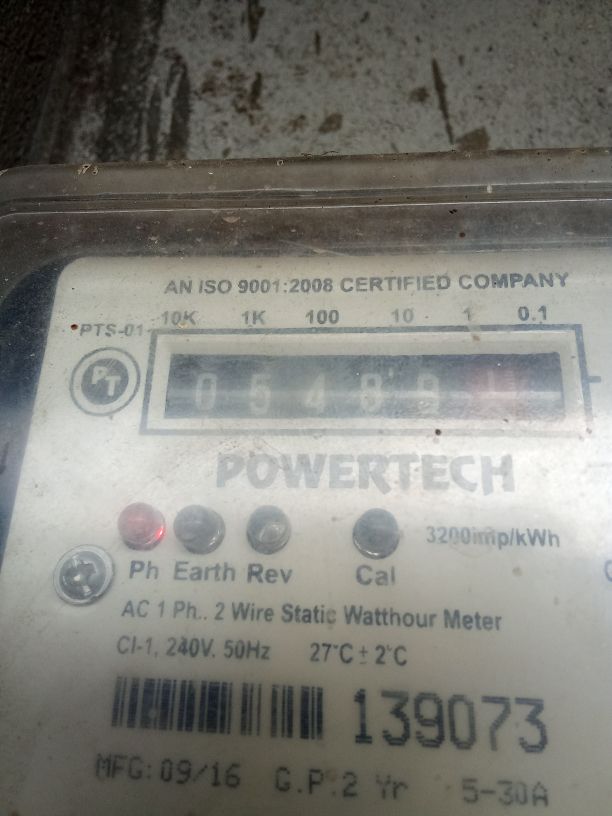 AN ISO 9001:2008 CERTIFIED COMPANY
PTS-01 10K 1K 100 10 1 0.1
PT
0 5 4 8 9
POWERTECH
3200imp/kWh
Ph Earth Rev Cal
AC 1 Ph.. 2 Wire Static Watthour Meter
Cl-1, 240V. 50Hz 27°C ± 2°C
139073
MFG:09/16 G.P.2 Yr 5-30A